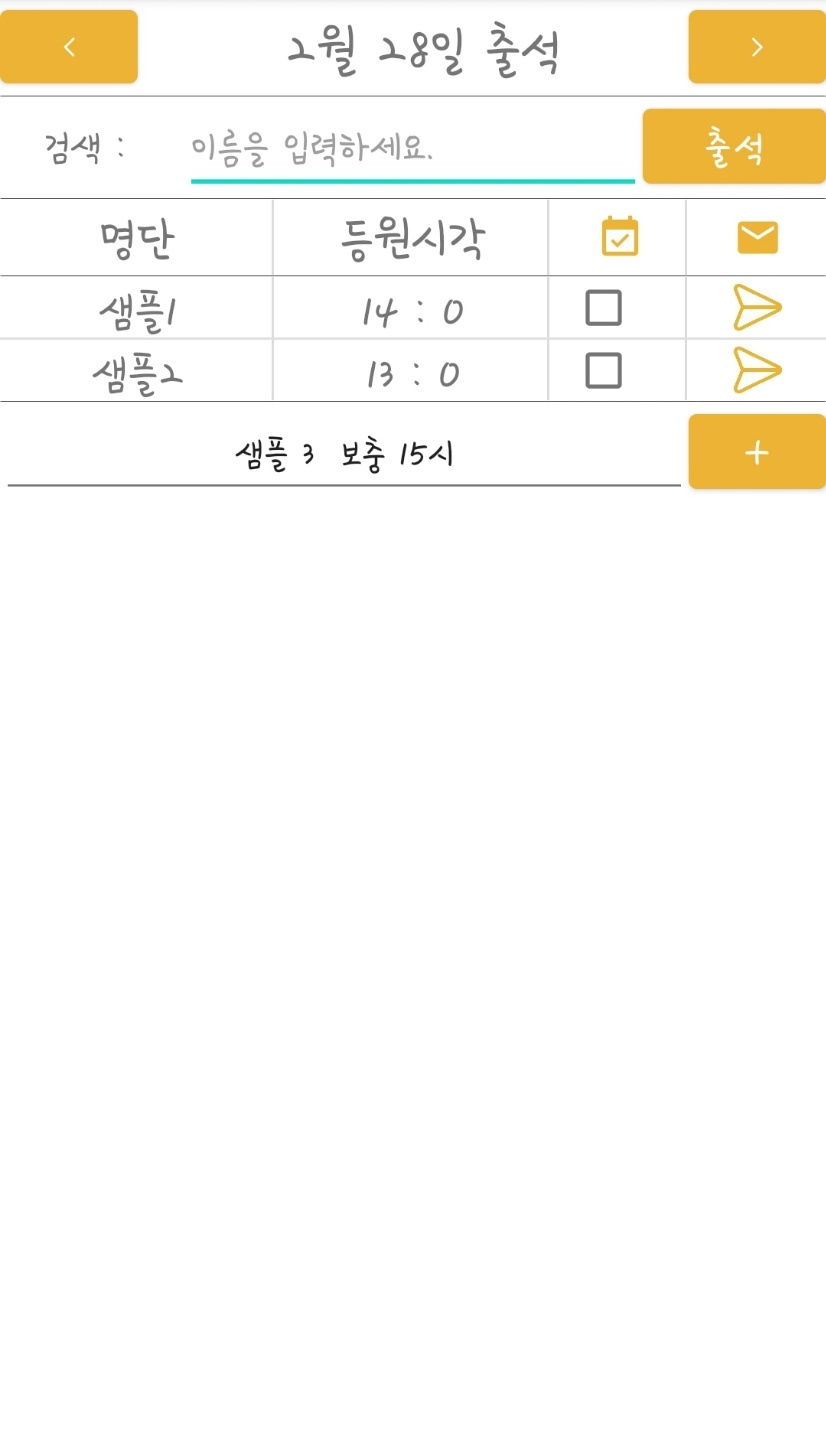 < 2월 28일 출석 >
검색 : 이름을 입력하세요. 출석
명단 등원시각
샘플1 14 : 0
샘플2 13 : 0
샘플 3 보충 15시 +